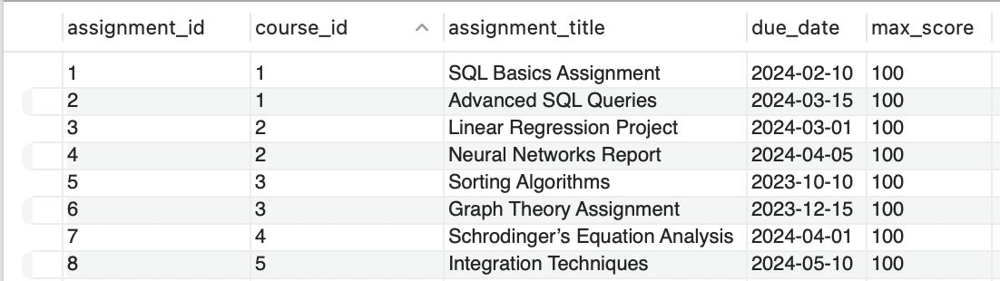 assignment_id course_id assignment_title due_date max_score
1 1 SQL Basics Assignment 2024-02-10 100
2 1 Advanced SQL Queries 2024-03-15 100
3 2 Linear Regression Project 2024-03-01 100
4 2 Neural Networks Report 2024-04-05 100
5 3 Sorting Algorithms 2023-10-10 100
6 3 Graph Theory Assignment 2023-12-15 100
7 4 Schrodinger’s Equation Analysis 2024-04-01 100
8 5 Integration Techniques 2024-05-10 100